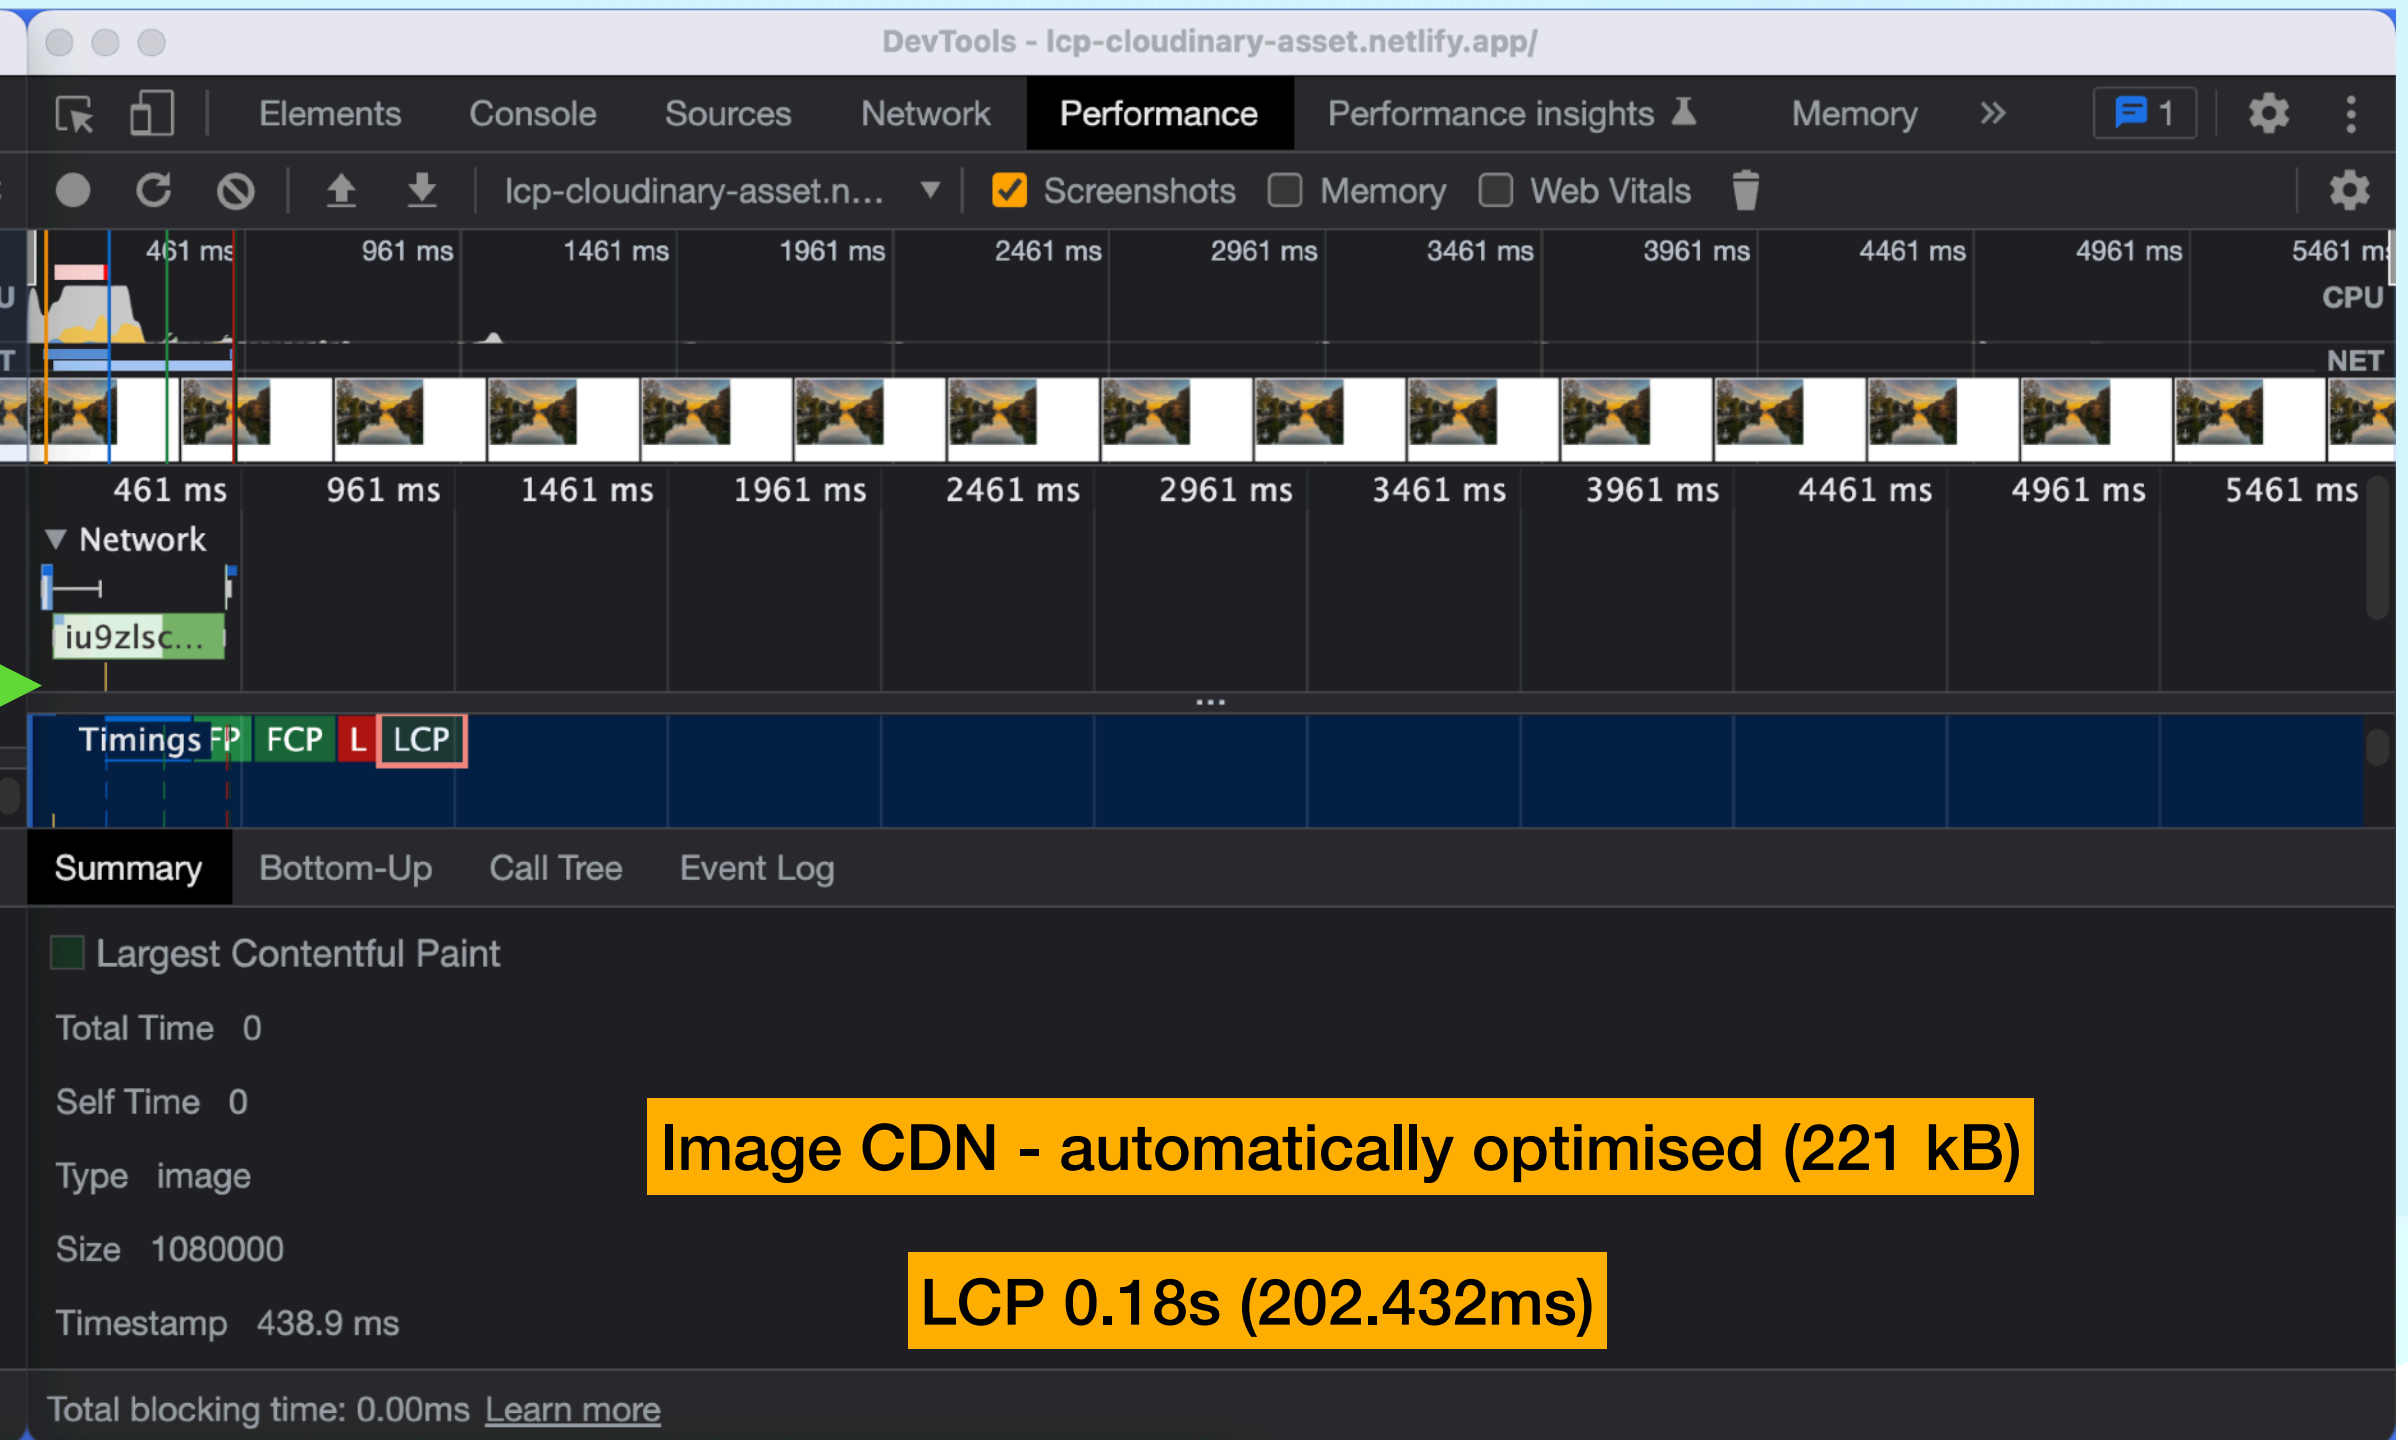 DevTools - lcp-cloudinary-asset.netlify.app/
Elements Console Sources Network Performance Performance insights Memory 1
lcp-cloudinary-asset.n... Screenshots Memory Web Vitals
461 ms 961 ms 1461 ms 1961 ms 2461 ms 2961 ms 3461 ms 3961 ms 4461 ms 4961 ms 5461 ms
CPU
NET
461 ms 961 ms 1461 ms 1961 ms 2461 ms 2961 ms 3461 ms 3961 ms 4461 ms 4961 ms 5461 ms
Network
iu9zlsc...
...
Timings FP FCP L LCP
Summary Bottom-Up Call Tree Event Log
Largest Contentful Paint
Total Time 0
Self Time 0
Image CDN - automatically optimised (221 kB)
Type image
Size 1080000
LCP 0.18s (202.432ms)
Timestamp 438.9 ms
Total blocking time: 0.00ms Learn more